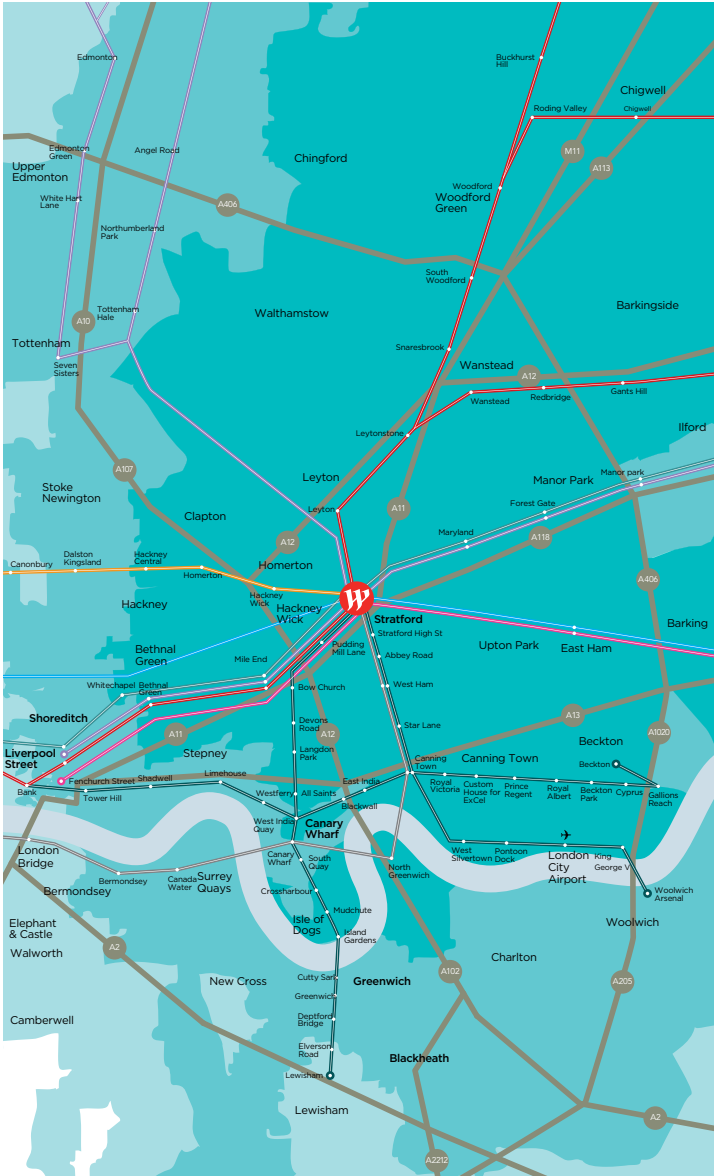 Edmonton
Buckhurst
Hill
Chigwell
Roding Valley
Chigwell
Edmonton
Green
Angel Road
M11
Chingford
A113
Upper
Edmonton
Woodford
White Hart
Lane
Woodford
Green
A406
Northumberland
Park
South
Woodford
Tottenham
Hale
Walthamstow
Barkingside
A10
Tottenham
Snaresbrook
Seven
Sisters
Wanstead
A12
Wanstead
Redbridge
Gants Hill
Leytonstone
Ilford
A107
Manor park
Leyton
Manor Park
Stoke
Newington
Forest Gate
Clapton
Leyton
A11
Maryland
A118
A12
Dalston
Kingsland
Hackney
Central
Canonbury
Homerton
Homerton
A406
Hackney
Wick
Hackney
Hackney
Wick
W
Stratford
Barking
Stratford High St
Bethnal
Green
Pudding
Mill Lane
Upton Park
East Ham
Mile End
Abbey Road
Whitechapel
Bethnal
Green
Bow Church
West Ham
Shoreditch
Devons
Road
Star Lane
A13
A11
A12
A1020
Beckton
Liverpool
Street
Stepney
Langdon
Park
Canning
Town
Canning Town
Beckton
Fenchurch Street
Shadwell
Limehouse
East India
Royal
Victoria
Custom
House for
ExCel
Prince
Regent
Royal
Albert
Beckton
Park
Cyprus
Gallions
Reach
Bank
Tower Hill
Westferry
All Saints
Blackwall
West India
Quay
Canary
Wharf
London
Bridge
Canary
Wharf
South
Quay
North
Greenwich
West
Silvertown
Pontoon
Dock
London
City
Airport
King
George V
Bermondsey
Bermondsey
Canada
Water
Surrey
Quays
Crossharbour
Woolwich
Arsenal
Elephant
& Castle
Mudchute
Isle of
Dogs
Island
Gardens
Woolwich
Walworth
A2
Charlton
A102
New Cross
Cutty Sark
Greenwich
A205
Greenwich
Camberwell
Deptford
Bridge
Elverson
Road
Blackheath
Lewisham
Lewisham
A2
A2212